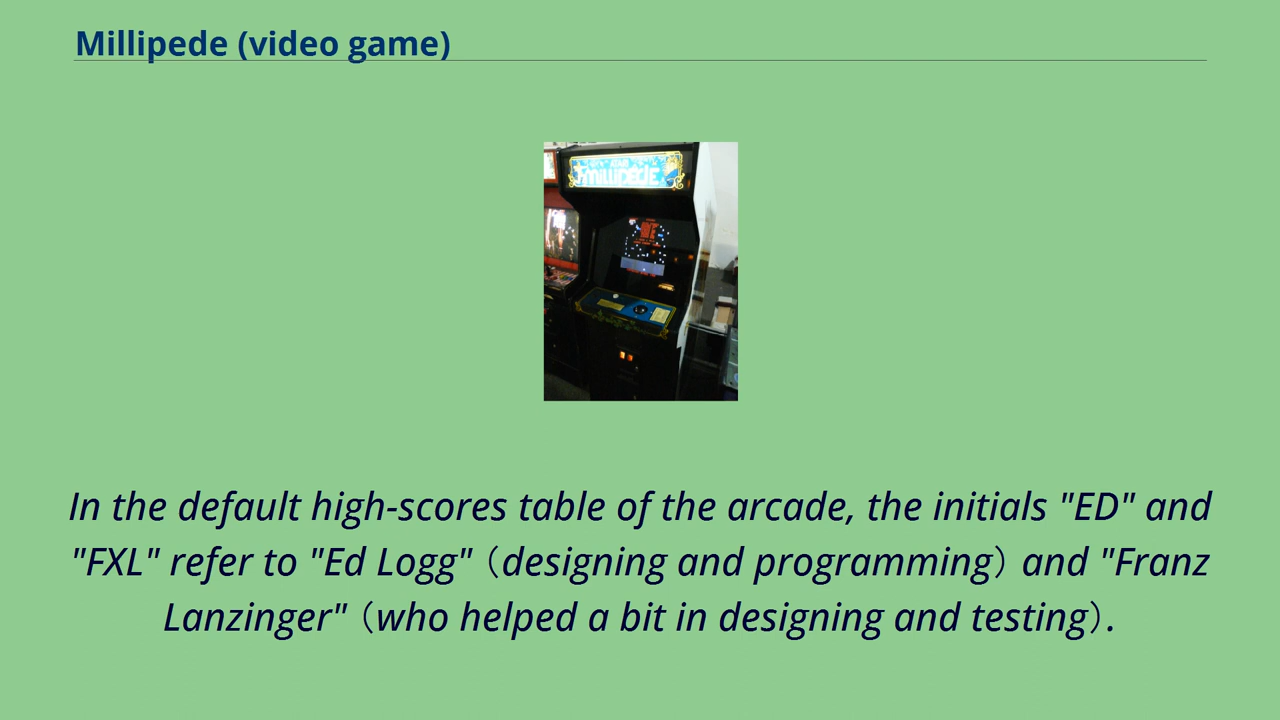 Millipede (video game)
MILLIPEDE
In the default high-scores table of the arcade, the initials "ED" and
"FXL" refer to "Ed Logg"（designing and programming）and "Franz
Lanzinger"（who helped a bit in designing and testing）.